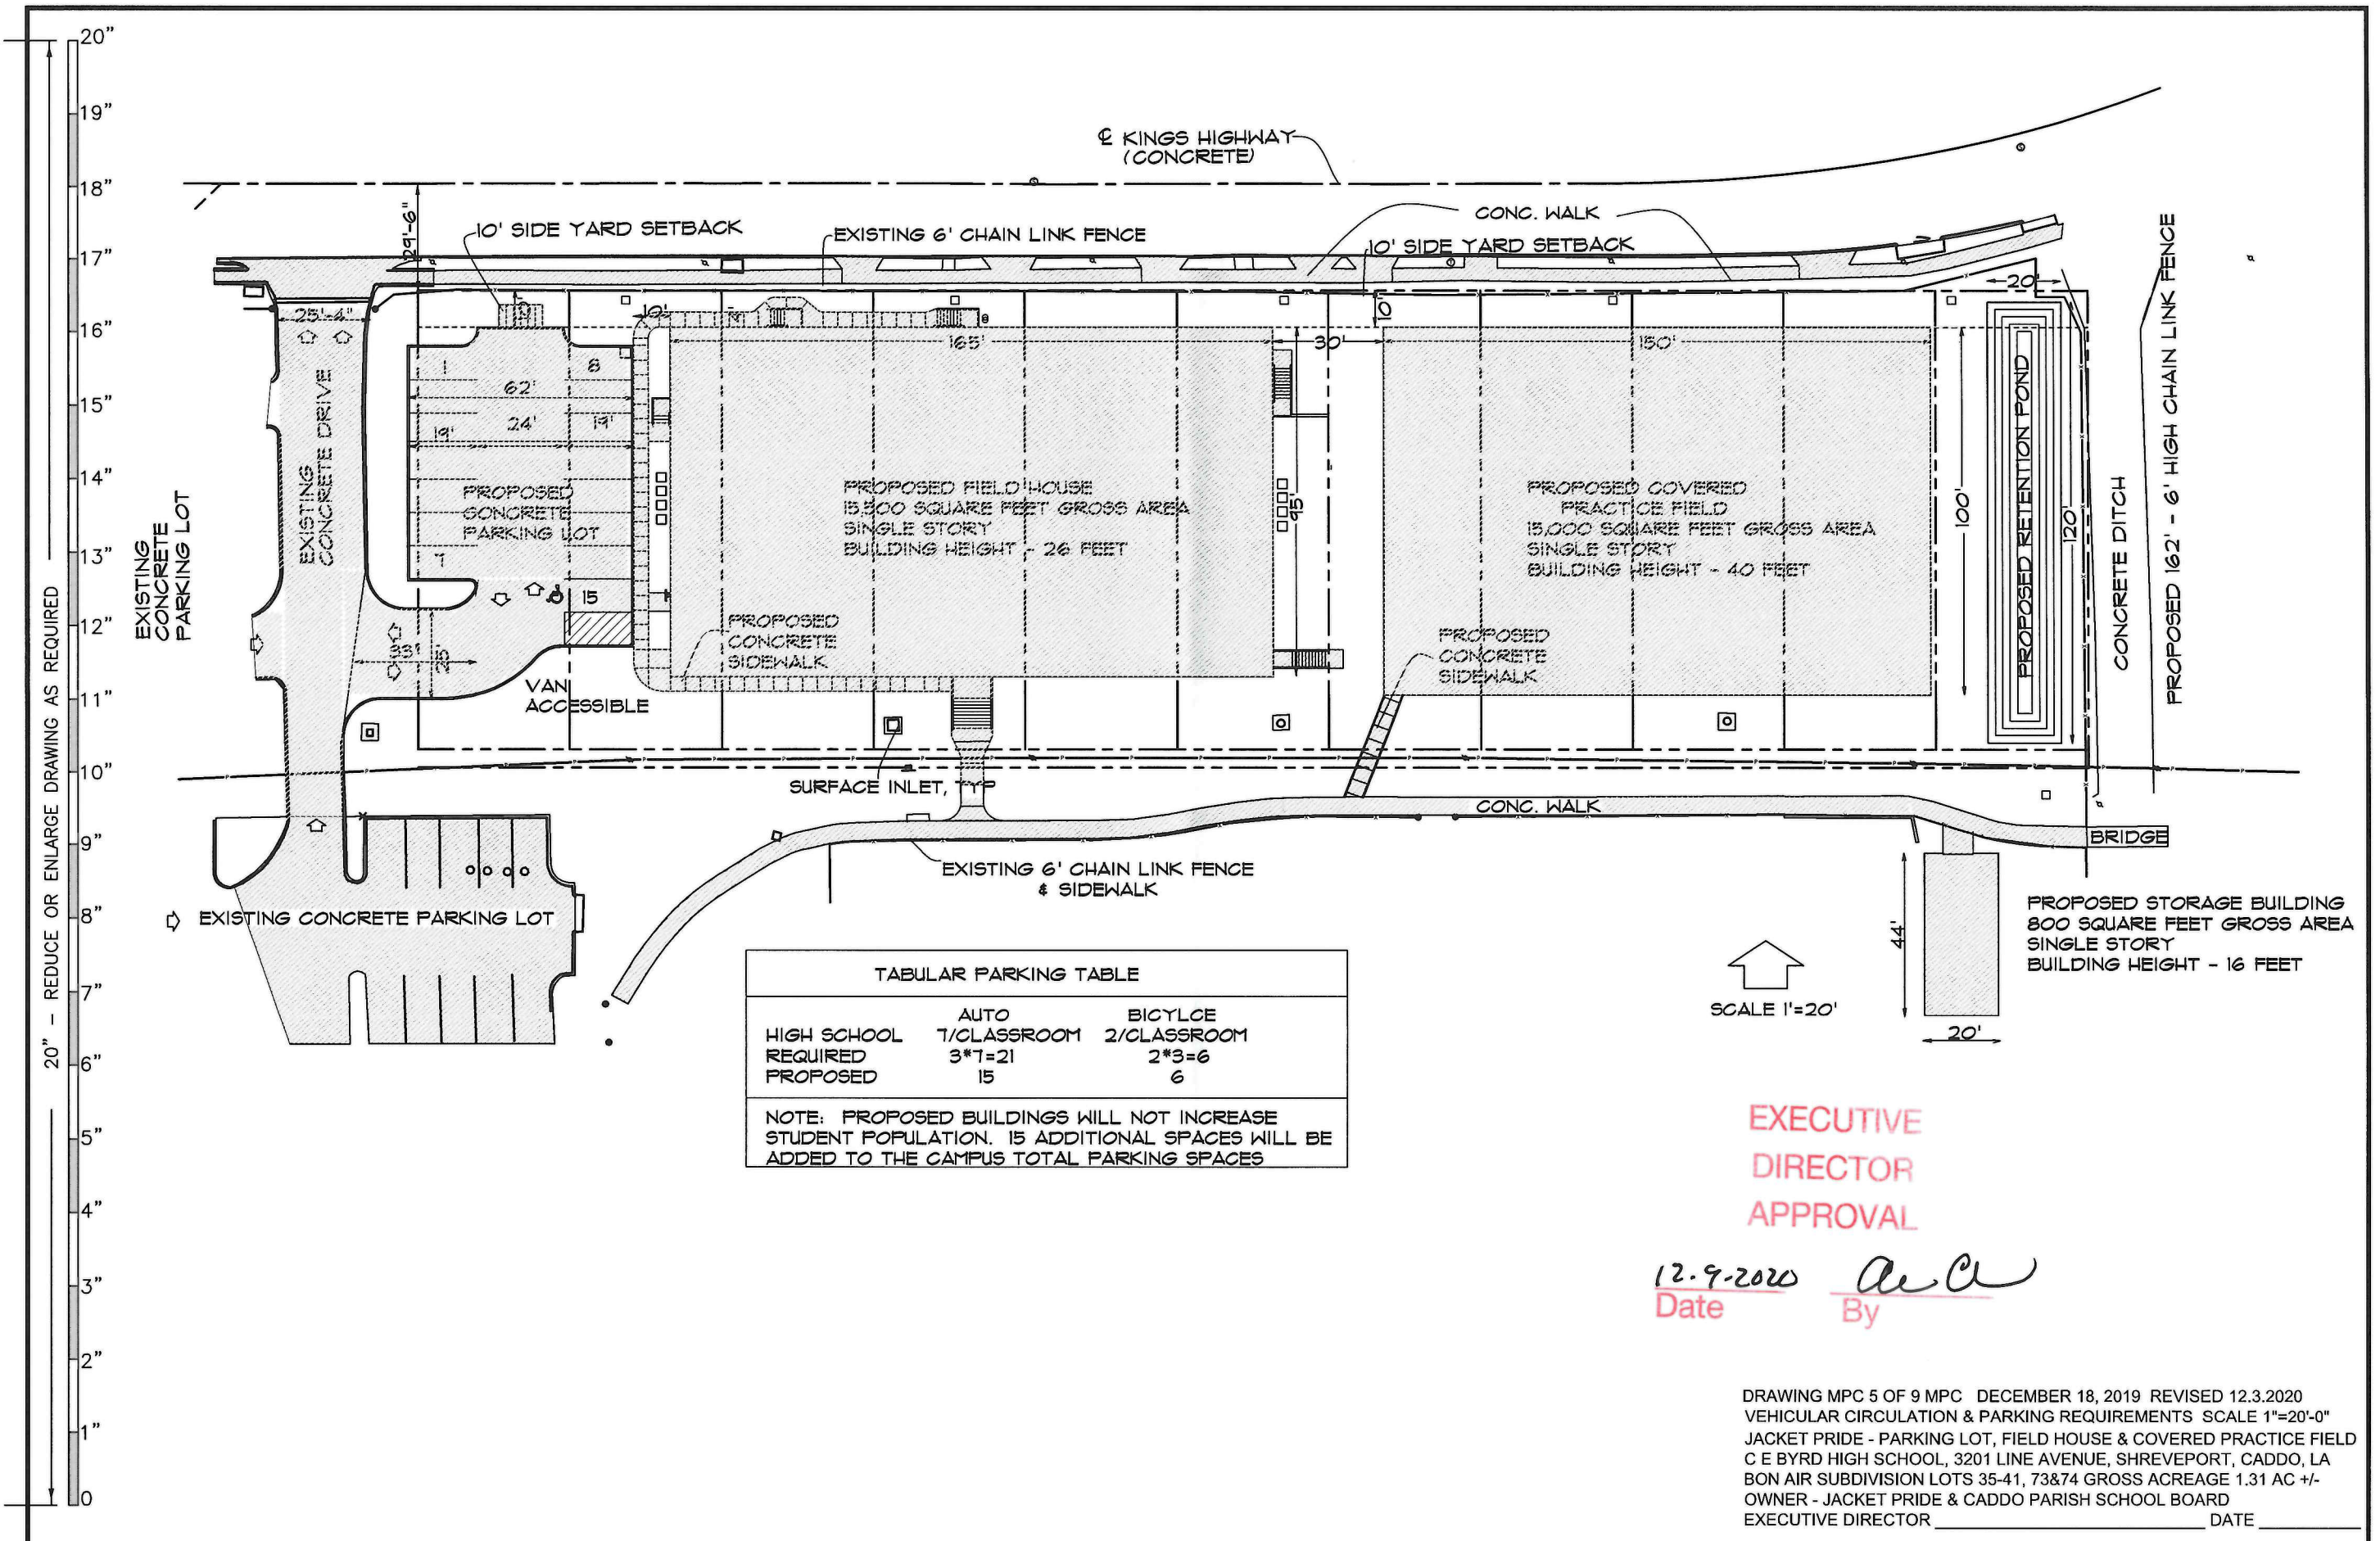 20"
19"
18"
17"
16"
15"
14"
13"
12"
11"
10"
9"
8"
7"
6"
5"
4"
3"
2"
1"
0
20" - REDUCE OR ENLARGE DRAWING AS REQUIRED
℄ KINGS HIGHWAY
(CONCRETE)
29'-6"
10' SIDE YARD SETBACK
EXISTING 6' CHAIN LINK FENCE
CONC. WALK
10' SIDE YARD SETBACK
25'-4"
10'
10'
20'
165'
30'
150'
1
8
62'
24'
19'
19'
7
15
EXISTING
CONCRETE DRIVE
EXISTING
CONCRETE
PARKING LOT
PROPOSED
CONCRETE
PARKING LOT
PROPOSED FIELD HOUSE
15,500 SQUARE FEET GROSS AREA
SINGLE STORY
BUILDING HEIGHT - 26 FEET
95'
PROPOSED COVERED
PRACTICE FIELD
15,000 SQUARE FEET GROSS AREA
SINGLE STORY
BUILDING HEIGHT - 40 FEET
100'
PROPOSED RETENTION POND
120'
CONCRETE DITCH
PROPOSED 162' - 6' HIGH CHAIN LINK FENCE
25'
PROPOSED
CONCRETE
SIDEWALK
PROPOSED
CONCRETE
SIDEWALK
VAN
ACCESSIBLE
SURFACE INLET, TYP
CONC. WALK
BRIDGE
EXISTING 6' CHAIN LINK FENCE
& SIDEWALK
EXISTING CONCRETE PARKING LOT
44'
20'
PROPOSED STORAGE BUILDING
800 SQUARE FEET GROSS AREA
SINGLE STORY
BUILDING HEIGHT - 16 FEET
SCALE 1'=20'
TABULAR PARKING TABLE
AUTO BICYLCE
HIGH SCHOOL 7/CLASSROOM 2/CLASSROOM
REQUIRED 3*7=21 2*3=6
PROPOSED 15 6
NOTE: PROPOSED BUILDINGS WILL NOT INCREASE
STUDENT POPULATION. 15 ADDITIONAL SPACES WILL BE
ADDED TO THE CAMPUS TOTAL PARKING SPACES
EXECUTIVE
DIRECTOR
APPROVAL
12.9.2020
Date By
DRAWING MPC 5 OF 9 MPC DECEMBER 18, 2019 REVISED 12.3.2020
VEHICULAR CIRCULATION & PARKING REQUIREMENTS SCALE 1"=20'-0"
JACKET PRIDE - PARKING LOT, FIELD HOUSE & COVERED PRACTICE FIELD
C E BYRD HIGH SCHOOL, 3201 LINE AVENUE, SHREVEPORT, CADDO, LA
BON AIR SUBDIVISION LOTS 35-41, 73&74 GROSS ACREAGE 1.31 AC +/-
OWNER - JACKET PRIDE & CADDO PARISH SCHOOL BOARD
EXECUTIVE DIRECTOR DATE